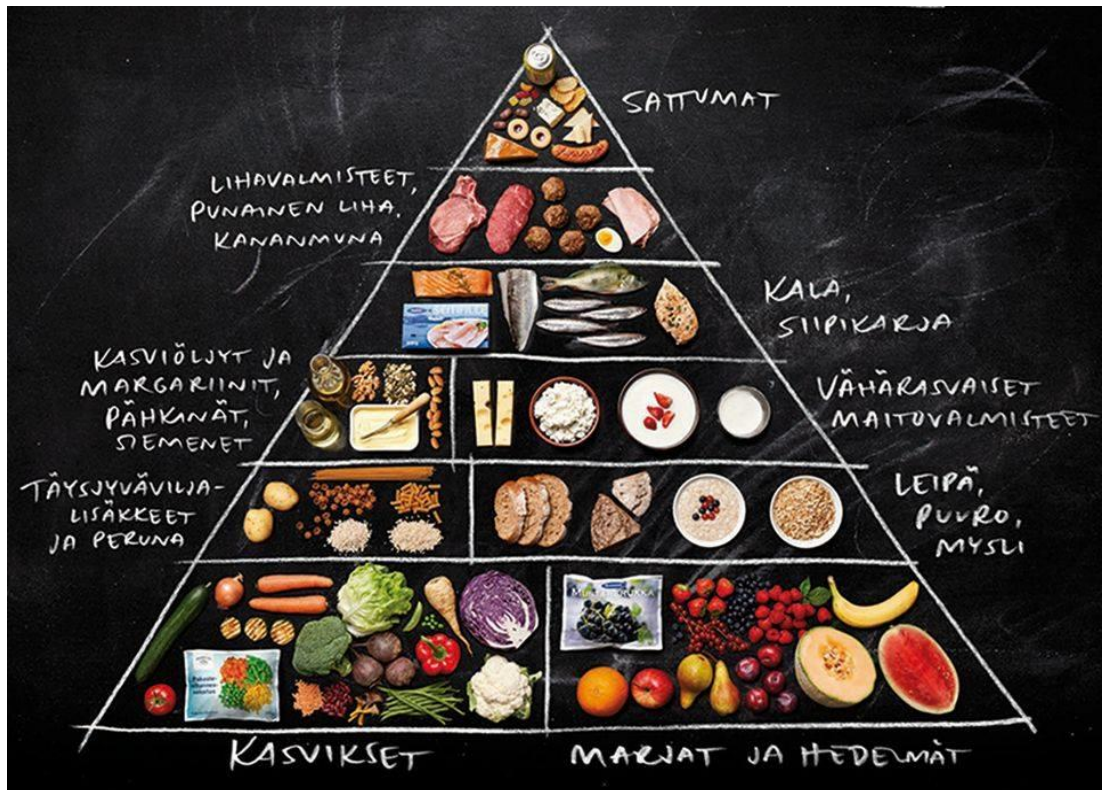 SATTUMAT
LIHAVALMISTEET,
PUNAINEN LIHA,
KANANMUNA
KALA,
SIIPIKARJA
KASVIÖLJYT JA
MARGARIINIT,
PÄHKINÄT,
SIEMENET
VÄHÄRASVAISET
MAITOVALMISTEET
TÄYSJYVÄVILJA-
LISÄKKEET
JA PERUNA
LEIPÄ,
PUURO,
MYSLI
KASVIKSET
MARJAT JA HEDELMÄT